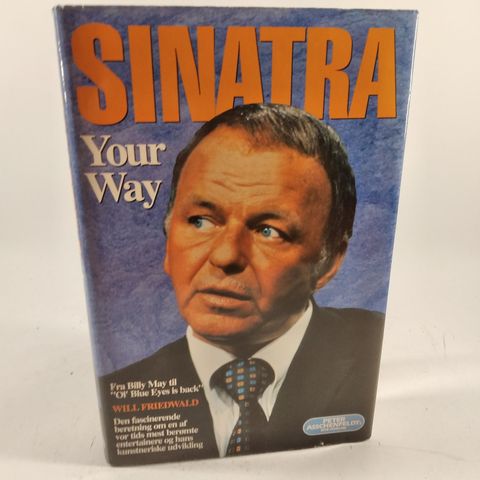 SINATRA
Your
Way
Fra Billy May til
"Ol' Blue Eyes is back"
WILL FRIEDWALD
Den fascinerende
beretning om en af
vor tids mest berømte
entertainere og hans
kunstneriske udvikling
PETER
ASSCHENFELDT: